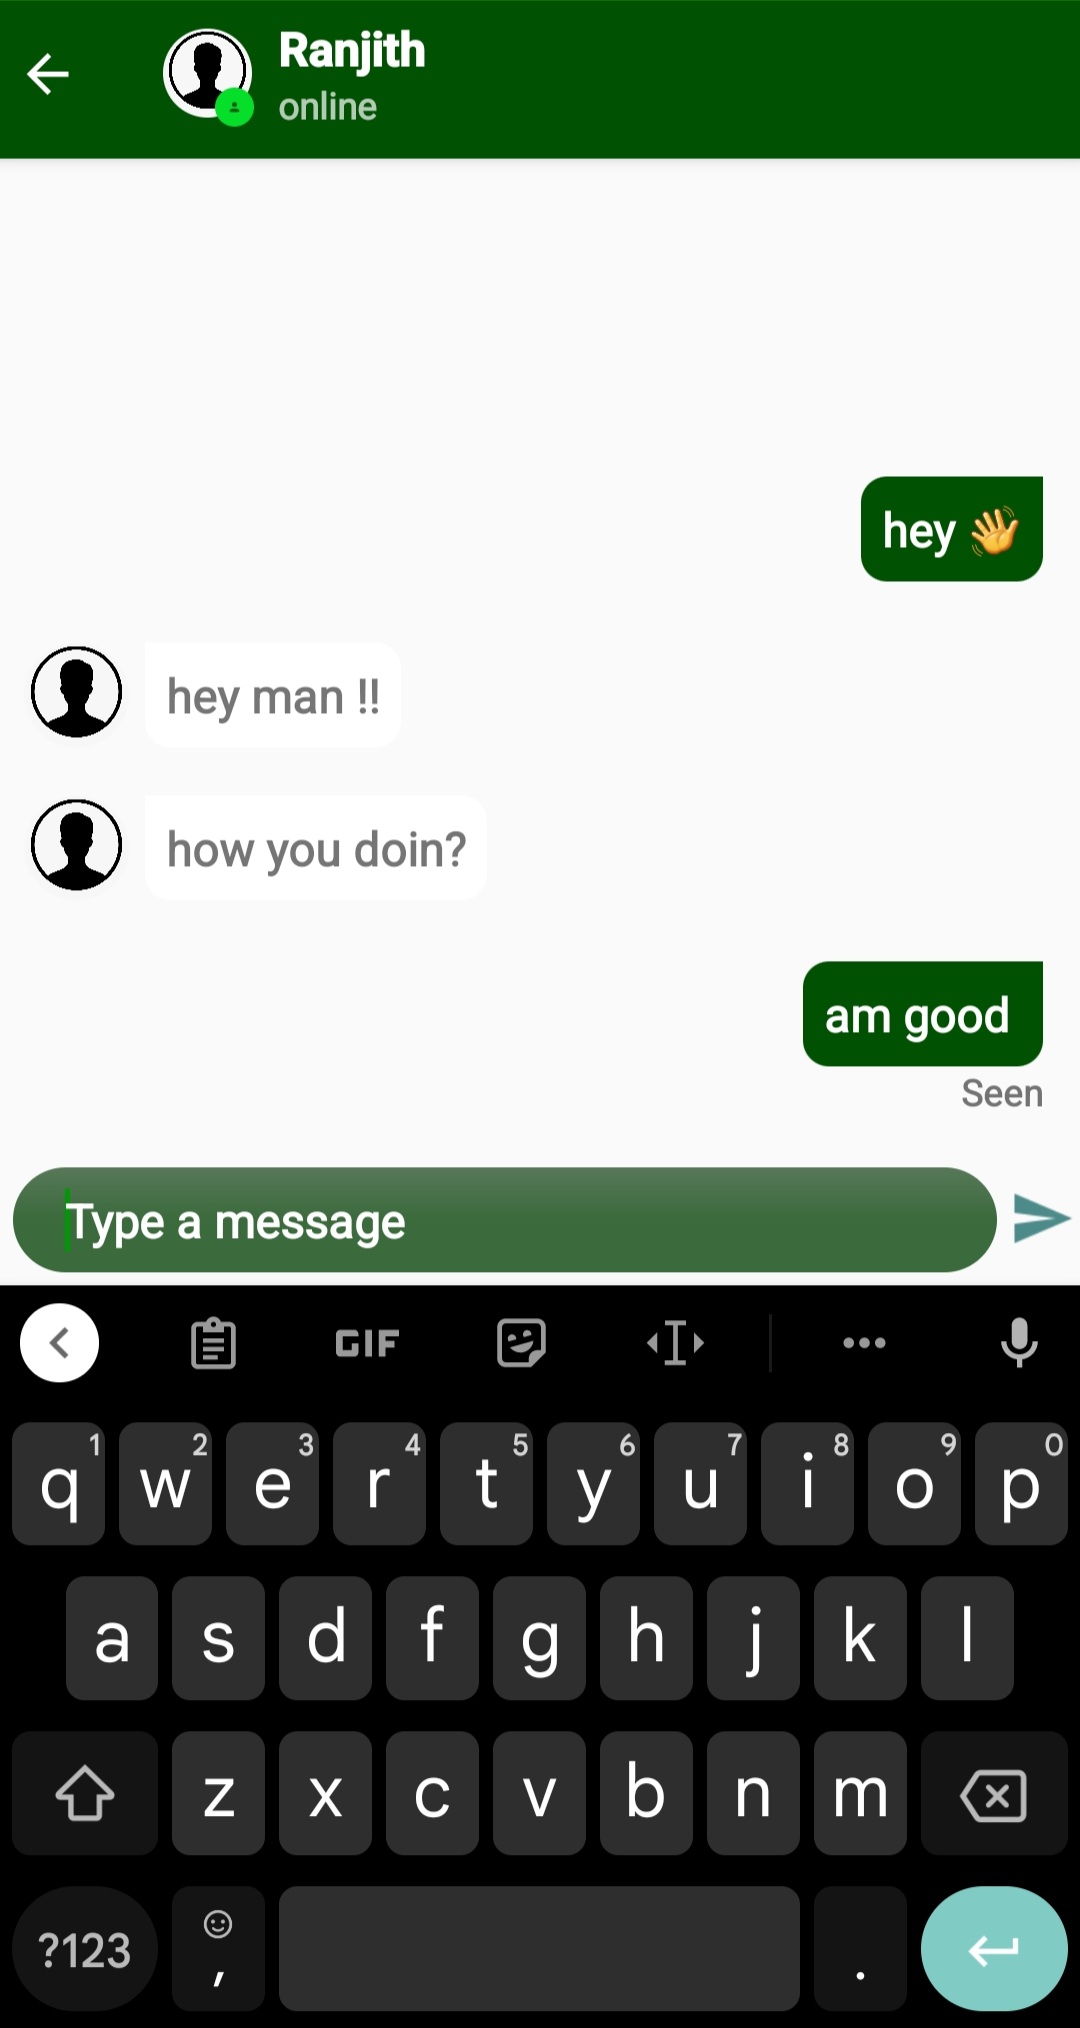 Ranjith
online
hey 👋
hey man !!
how you doin?
am good
Seen
Type a message
GIF
1 2 3 4 5 6 7 8 9 0
q w e r t y u i o p
a s d f g h j k l
z x c v b n m
?123 , .